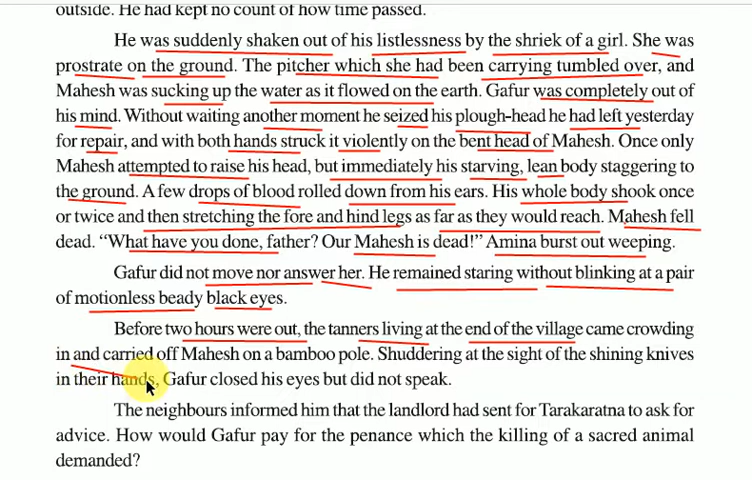 outside. He had kept no count of how time passed.
He was suddenly shaken out of his listlessness by the shriek of a girl. She was
prostrate on the ground. The pitcher which she had been carrying tumbled over, and
Mahesh was sucking up the water as it flowed on the earth. Gafur was completely out of
his mind. Without waiting another moment he seized his plough-head he had left yesterday
for repair, and with both hands struck it violently on the bent head of Mahesh. Once only
Mahesh attempted to raise his head, but immediately his starving, lean body staggering to
the ground. A few drops of blood rolled down from his ears. His whole body shook once
or twice and then stretching the fore and hind legs as far as they would reach. Mahesh fell
dead. “What have you done, father? Our Mahesh is dead!” Amina burst out weeping.
Gafur did not move nor answer her. He remained staring without blinking at a pair
of motionless beady black eyes.
Before two hours were out, the tanners living at the end of the village came crowding
in and carried off Mahesh on a bamboo pole. Shuddering at the sight of the shining knives
in their hands, Gafur closed his eyes but did not speak.
The neighbours informed him that the landlord had sent for Tarakaratna to ask for
advice. How would Gafur pay for the penance which the killing of a sacred animal
demanded?